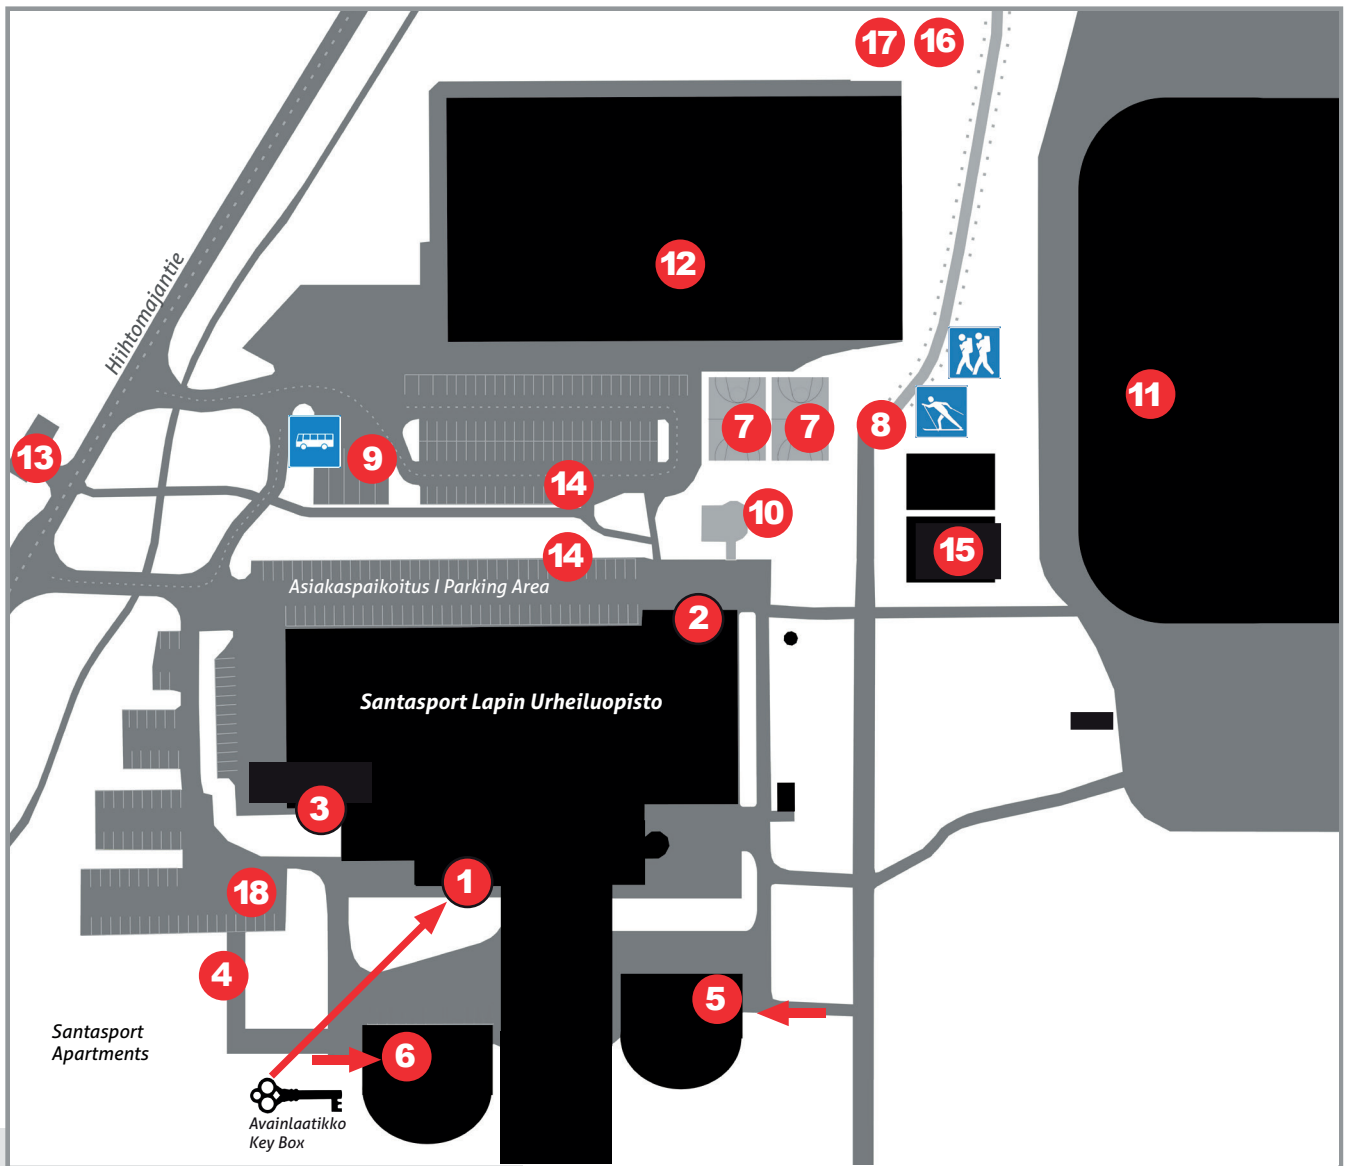 17 16
Hiihtomajantie
12
11
7 7 8
13
9
14
10
14
15
Asiakaspaikoitus I Parking Area
2
Santasport Lapin Urheiluopisto
3
1
18
4
5
Santasport
Apartments
6
Avainlaatikko
Key Box